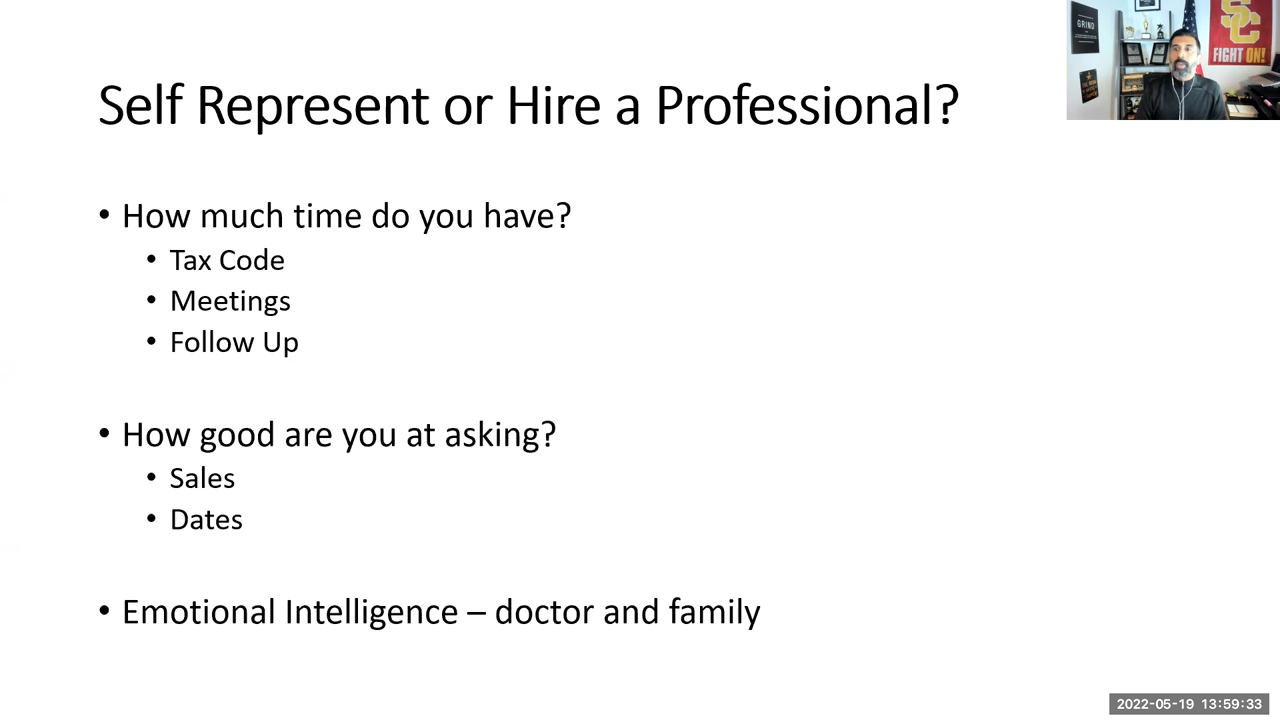 Self Represent or Hire a Professional?
GRIND
SC
FIGHT ON!
• How much time do you have?
• Tax Code
• Meetings
• Follow Up
• How good are you at asking?
• Sales
• Dates
• Emotional Intelligence – doctor and family
2022-05-19 13:59:33